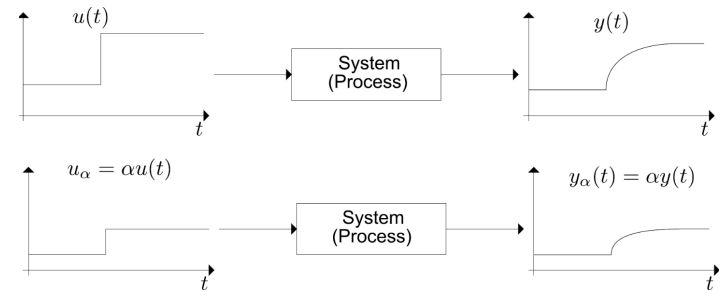 u(t)
System
(Process)
y(t)
t
t
u_α = αu(t)
System
(Process)
y_α(t) = αy(t)
t
t